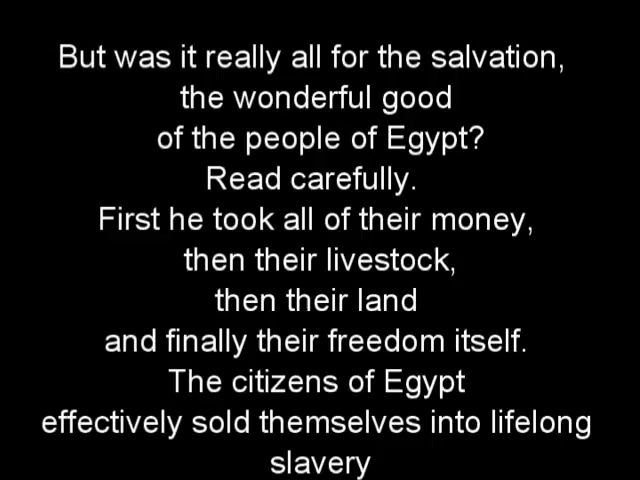 But was it really all for the salvation,
the wonderful good
of the people of Egypt?
Read carefully.
First he took all of their money,
then their livestock,
then their land
and finally their freedom itself.
The citizens of Egypt
effectively sold themselves into lifelong
slavery